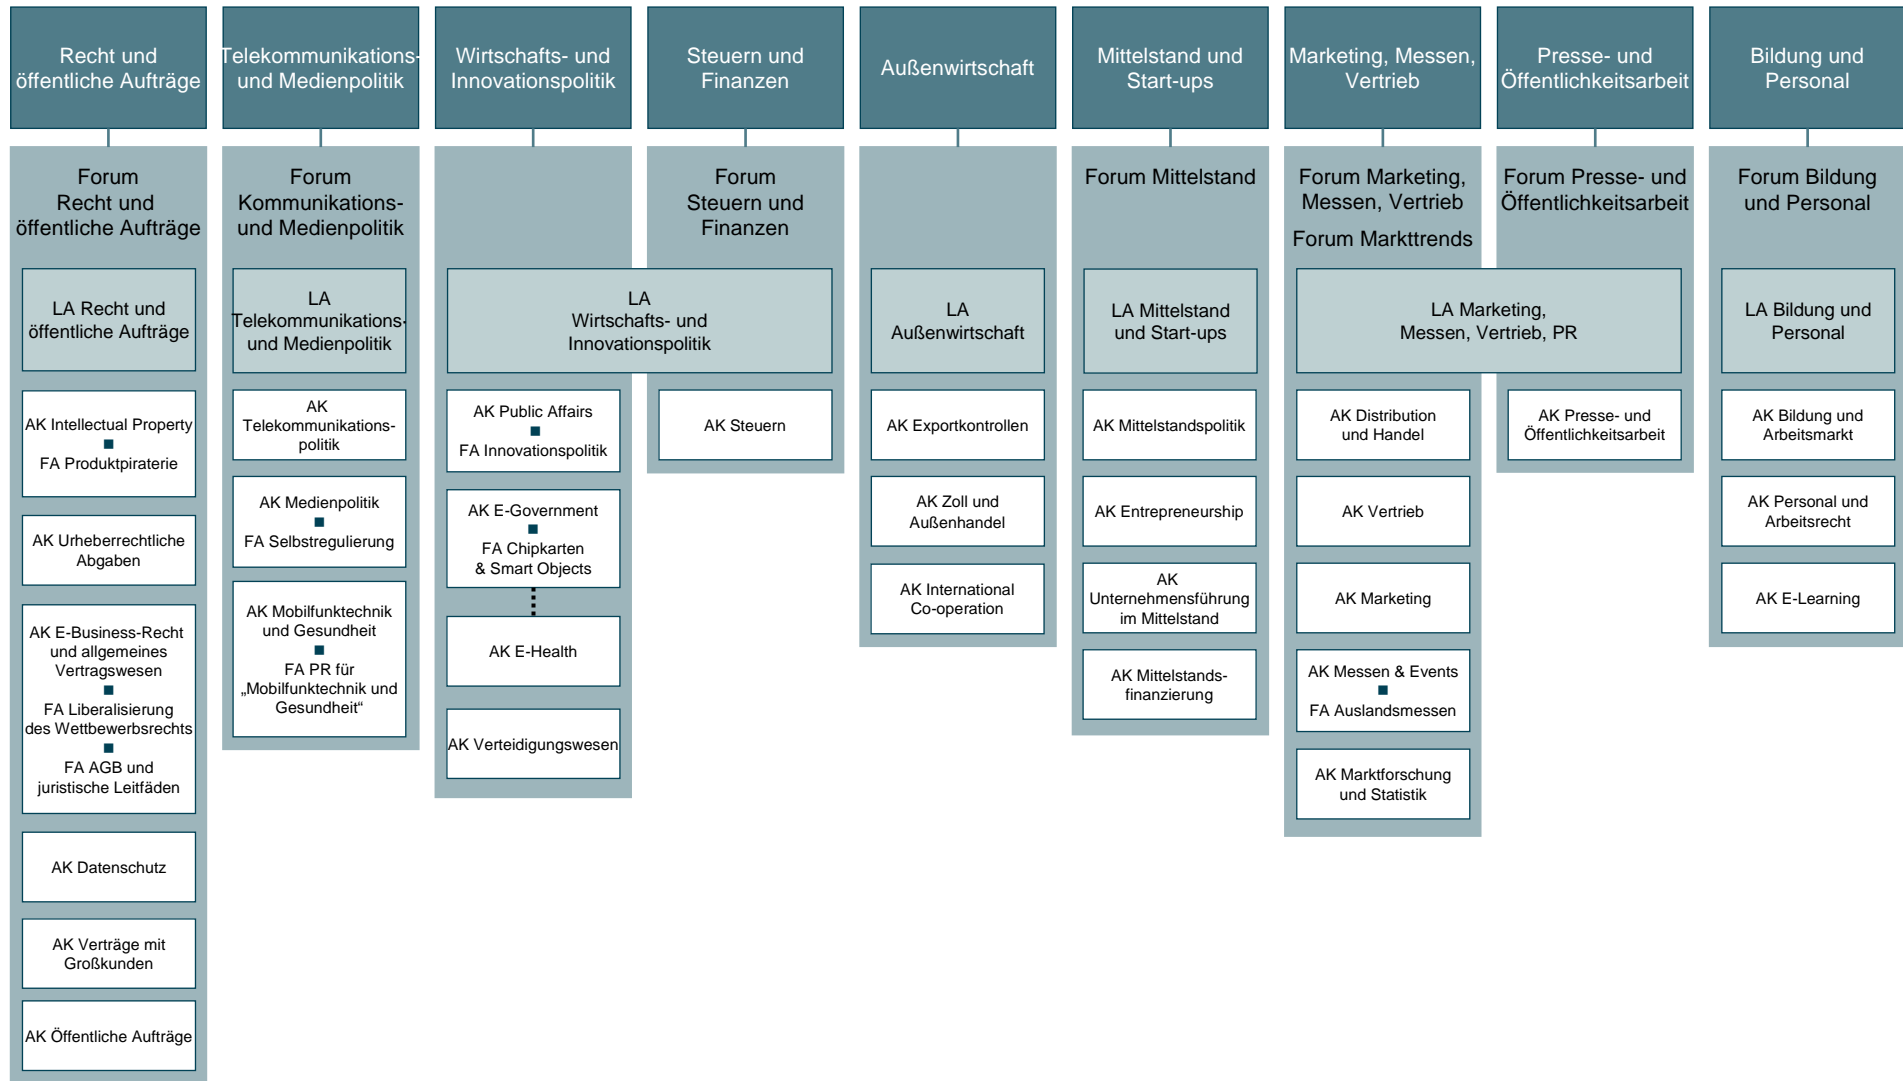 Recht und
öffentliche Aufträge
Telekommunikations-
und Medienpolitik
Wirtschafts- und
Innovationspolitik
Steuern und
Finanzen
Außenwirtschaft
Mittelstand und
Start-ups
Marketing, Messen,
Vertrieb
Presse- und
Öffentlichkeitsarbeit
Bildung und
Personal
Forum
Recht und
öffentliche Aufträge
LA Recht und
öffentliche Aufträge
AK Intellectual Property
FA Produktpiraterie
AK Urheberrechtliche
Abgaben
AK E-Business-Recht
und allgemeines
Vertragswesen
FA Liberalisierung
des Wettbewerbsrechts
FA AGB und
juristische Leitfäden
AK Datenschutz
AK Verträge mit
Großkunden
AK Öffentliche Aufträge
Forum
Kommunikations-
und Medienpolitik
LA
Telekommunikations-
und Medienpolitik
AK
Telekommunikations-
politik
AK Medienpolitik
FA Selbstregulierung
AK Mobilfunktechnik
und Gesundheit
FA PR für
„Mobilfunktechnik und
Gesundheit“
LA
Wirtschafts- und
Innovationspolitik
AK Public Affairs
FA Innovationspolitik
AK E-Government
FA Chipkarten
& Smart Objects
AK E-Health
AK Verteidigungswesen
Forum
Steuern und
Finanzen
AK Steuern
LA
Außenwirtschaft
AK Exportkontrollen
AK Zoll und
Außenhandel
AK International
Co-operation
Forum Mittelstand
LA Mittelstand
und Start-ups
AK Mittelstandspolitik
AK Entrepreneurship
AK
Unternehmensführung
im Mittelstand
AK Mittelstands-
finanzierung
Forum Marketing,
Messen, Vertrieb
Forum Markttrends
LA Marketing,
Messen, Vertrieb, PR
AK Distribution
und Handel
AK Vertrieb
AK Marketing
AK Messen & Events
FA Auslandsmessen
AK Marktforschung
und Statistik
Forum Presse- und
Öffentlichkeitsarbeit
AK Presse- und
Öffentlichkeitsarbeit
Forum Bildung
und Personal
LA Bildung und
Personal
AK Bildung und
Arbeitsmarkt
AK Personal und
Arbeitsrecht
AK E-Learning